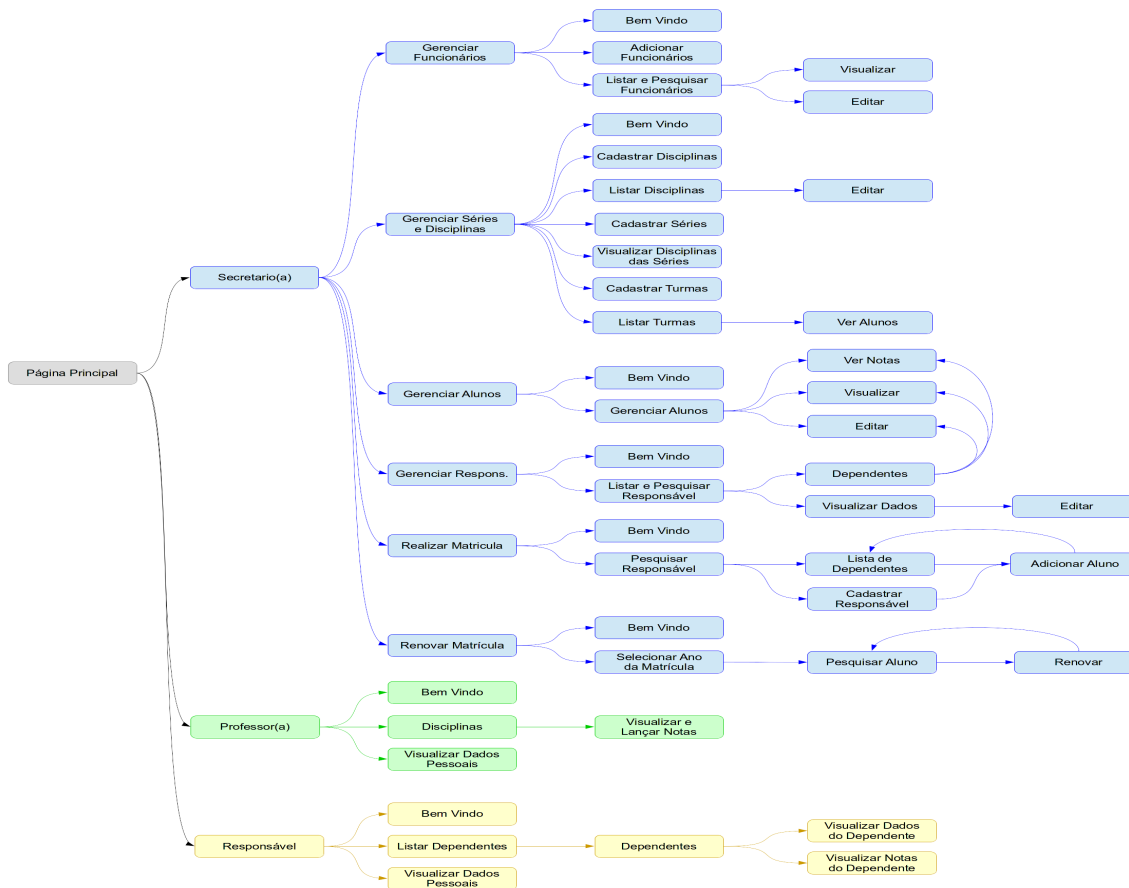 Bem Vindo
Gerenciar
Funcionários
Adicionar
Funcionários
Listar e Pesquisar
Funcionários
Visualizar
Editar
Bem Vindo
Cadastrar Disciplinas
Listar Disciplinas
Editar
Gerenciar Séries
e Disciplinas
Cadastrar Séries
Visualizar Disciplinas
das Séries
Secretario(a)
Cadastrar Turmas
Listar Turmas
Ver Alunos
Página Principal
Ver Notas
Bem Vindo
Gerenciar Alunos
Visualizar
Gerenciar Alunos
Editar
Bem Vindo
Gerenciar Respons.
Dependentes
Listar e Pesquisar
Responsável
Visualizar Dados
Editar
Bem Vindo
Realizar Matricula
Pesquisar
Responsável
Lista de
Dependentes
Adicionar Aluno
Cadastrar
Responsável
Bem Vindo
Renovar Matrícula
Selecionar Ano
da Matrícula
Pesquisar Aluno
Renovar
Bem Vindo
Professor(a)
Disciplinas
Visualizar e
Lançar Notas
Visualizar Dados
Pessoais
Bem Vindo
Responsável
Listar Dependentes
Dependentes
Visualizar Dados
do Dependente
Visualizar Notas
do Dependente
Visualizar Dados
Pessoais